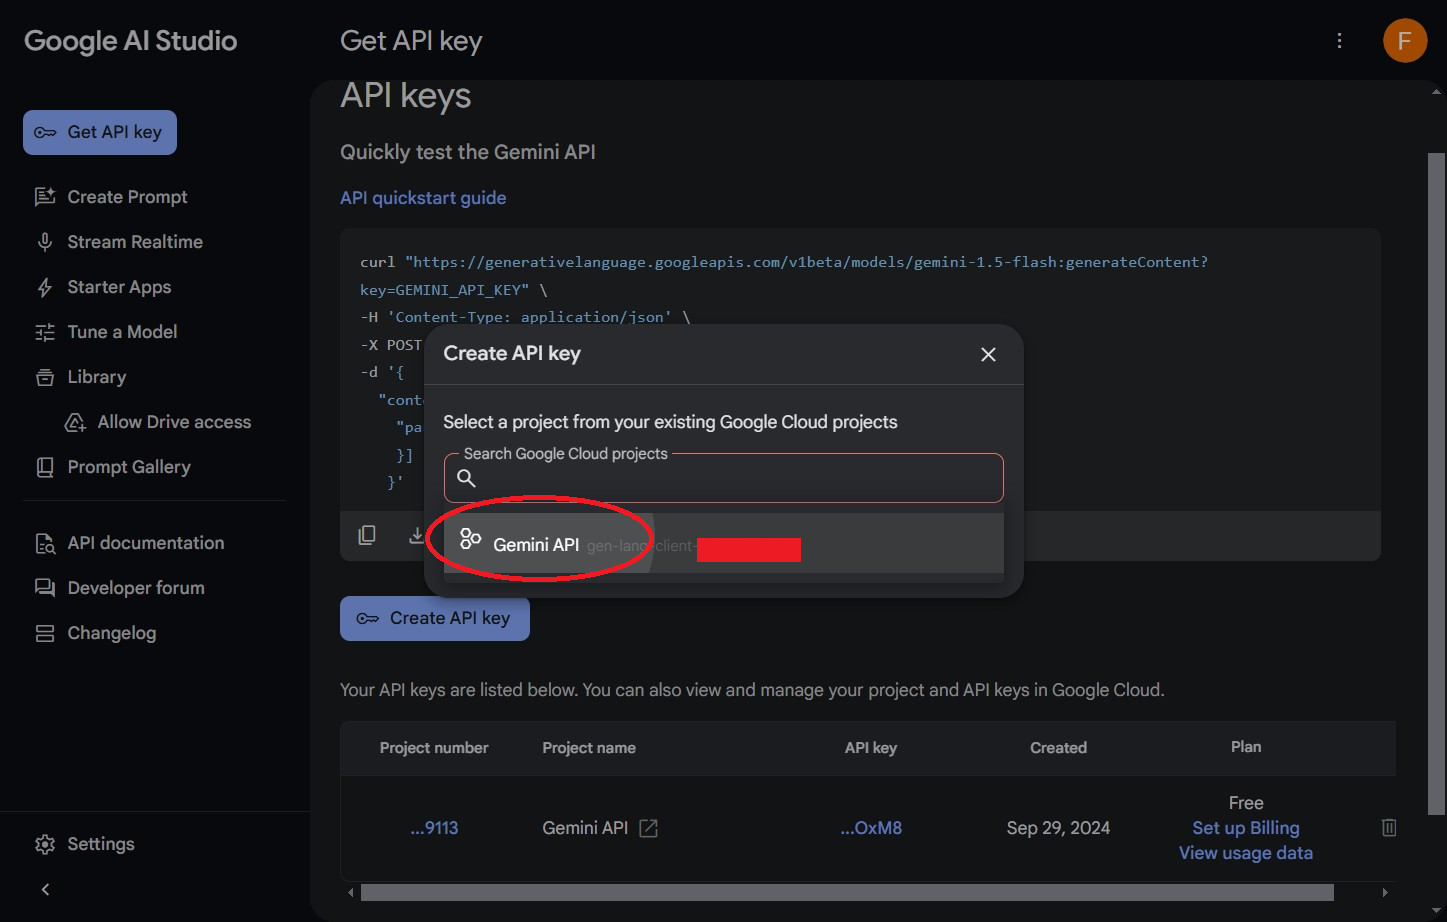 Google AI Studio
Get API key
F
Get API key
Create Prompt
Stream Realtime
Starter Apps
Tune a Model
Library
Allow Drive access
Prompt Gallery
API documentation
Developer forum
Changelog
Settings
API keys
Quickly test the Gemini API
API quickstart guide
curl "https://generativelanguage.googleapis.com/v1beta/models/gemini-1.5-flash:generateContent?
key=GEMINI_API_KEY" \
-H 'Content-Type: application/json' \
-X POST
-d '{
"conte
"pa
}]
}'
Create API key
Select a project from your existing Google Cloud projects
Search Google Cloud projects
Gemini API gen-lang-client-
Create API key
Your API keys are listed below. You can also view and manage your project and API keys in Google Cloud.
Project number Project name API key Created Plan
...9113 Gemini API ...OxM8 Sep 29, 2024 Free
Set up Billing
View usage data